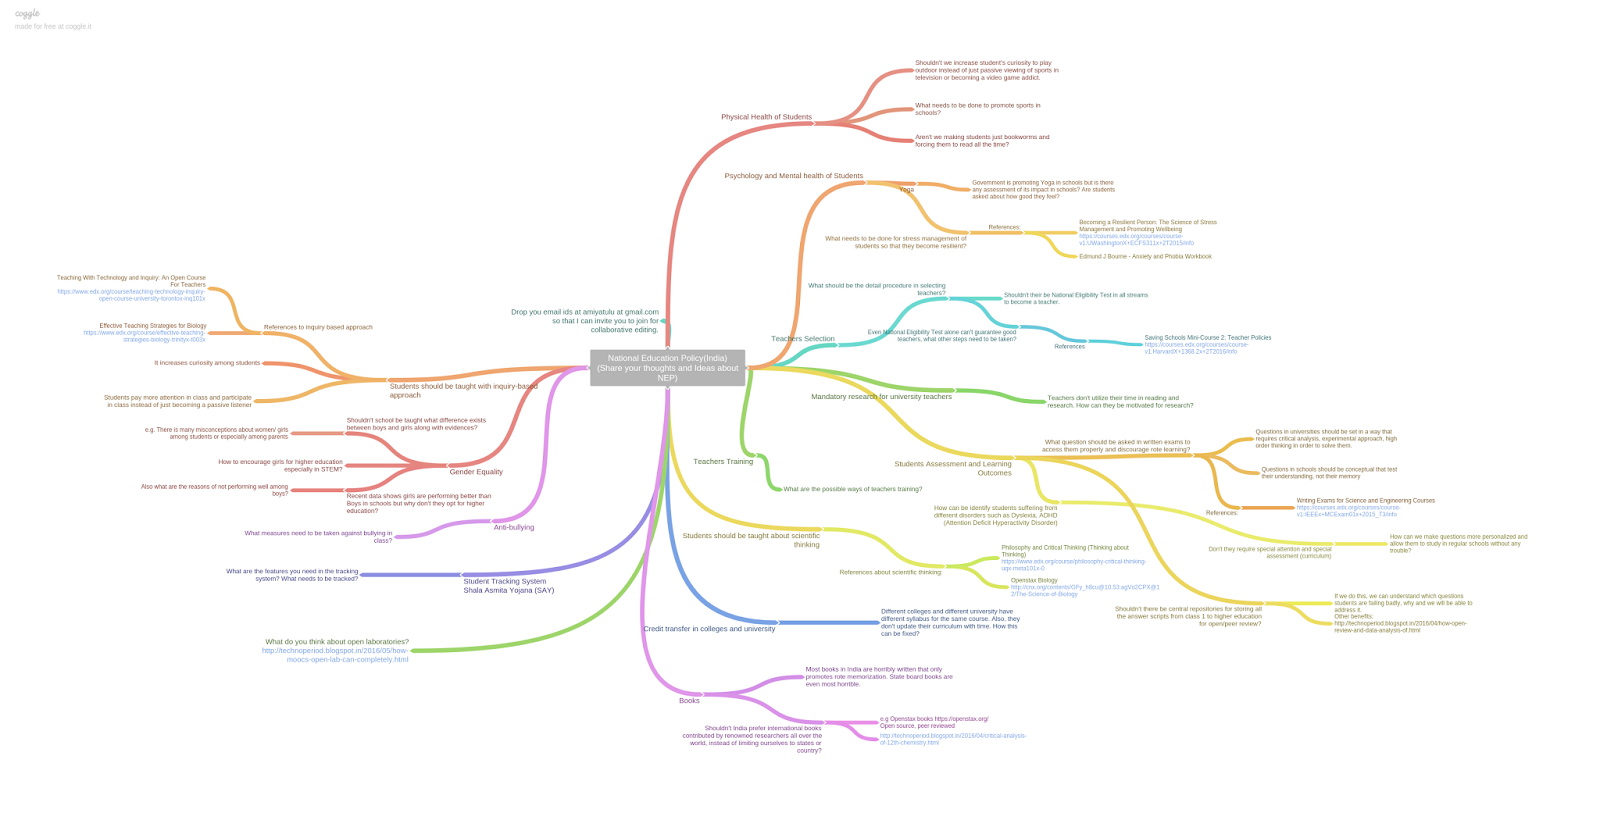 coggle
made for free at coggle.it
National Education Policy(India)
(Share your thoughts and Ideas about
NEP)
Physical Health of Students
Shouldn't we increase student's curiosity to play
outdoor instead of just passive viewing of sports in
television or becoming a video game addict.
What needs to be done to promote sports in
schools?
Aren't we making students just bookworms and
forcing them to read all the time?
Psychology and Mental health of Students
Yoga
Government is promoting Yoga in schools but is there
any assessment of its impact in schools? Are students
asked about how good they feel?
What needs to be done for stress management of
students so that they become resilient?
References:
Becoming a Resilient Person: The Science of Stress
Management and Promoting Wellbeing
https://courses.edx.org/courses/course-
v1:UWashingtonX+ECFS311x+2T2015/info
Edmund J Bourne - Anxiety and Phobia Workbook
Teachers Selection
What should be the detail procedure in selecting
teachers?
Shouldn't their be National Eligibility Test in all streams
to become a teacher.
Even National Eligibility Test alone can't guarantee good
teachers, what other steps need to be taken?
References
Saving Schools Mini-Course 2: Teacher Policies
https://courses.edx.org/courses/course-
v1:HarvardX+1368.2x+2T2016/info
Mandatory research for university teachers
Teachers don't utilize their time in reading and
research. How can they be motivated for research?
Students Assessment and Learning
Outcomes
What question should be asked in written exams to
access them properly and discourage rote learning?
Questions in universities should be set in a way that
requires critical analysis, experimental approach, high
order thinking in order to solve them.
Questions in schools should be conceptual that test
their understanding, not their memory
References:
Writing Exams for Science and Engineering Courses
https://courses.edx.org/courses/course-
v1:IEEEx+MCExam01x+2015_T3/info
How can be identify students suffering from
different disorders such as Dyslexia, ADHD
(Attention Deficit Hyperactivity Disorder)
Don't they require special attention and special
assessment (curriculum)
How can we make questions more personalized and
allow them to study in regular schools without any
trouble?
Shouldn't there be central repositories for storing all
the answer scripts from class 1 to higher education
for open/peer review?
If we do this, we can understand which questions
students are failing badly, why and we will be able to
address it.
Other benefits:
http://technoperiod.blogspot.in/2016/04/how-open-
review-and-data-analysis-of.html
Teachers Training
What are the possible ways of teachers training?
Students should be taught about scientific
thinking
References about scientific thinking:
Philosophy and Critical Thinking (Thinking about
Thinking)
https://www.edx.org/course/philosophy-critical-thinking-
uqx-meta101x-0
Openstax Biology
2/The-Science-of-Biology
Credit transfer in colleges and university
Different colleges and different university have
different syllabus for the same course. Also, they
don't update their curriculum with time. How this
can be fixed?
Books
Most books in India are horribly written that only
promotes rote memorization. State board books are
even most horrible.
Shouldn't India prefer international books
contributed by renowned researchers all over the
world, instead of limiting ourselves to states or
country?
e.g Openstax books https://openstax.org/
Open source, peer reviewed
http://technoperiod.blogspot.in/2016/04/critical-analysis-
of-12th-chemistry.html
Drop you email ids at amiyatulu at gmail.com
so that I can invite you to join for
collaborative editing.
Students should be taught with inquiry-based
approach
References to inquiry based approach
Teaching With Technology and Inquiry: An Open Course
For Teachers
https://www.edx.org/course/teaching-technology-inquiry-
open-course-university-torontox-inq101x
Effective Teaching Strategies for Biology
https://www.edx.org/course/effective-teaching-
strategies-biology-trinityx-t003x
It increases curiosity among students
Students pay more attention in class and participate
in class instead of just becoming a passive listener
Gender Equality
Shouldn't school be taught what difference exists
between boys and girls along with evidences?
e.g. There is many misconceptions about women/ girls
among students or especially among parents
How to encourage girls for higher education
especially in STEM?
Recent data shows girls are performing better than
Boys in schools but why don't they opt for higher
education?
Also what are the reasons of not performing well among
boys?
Anti-bullying
What measures need to be taken against bullying in
class?
Student Tracking System
Shala Asmita Yojana (SAY)
What are the features you need in the tracking
system? What needs to be tracked?
What do you think about open laboratories?
http://technoperiod.blogspot.in/2016/05/how-
moocs-open-lab-can-completely.html